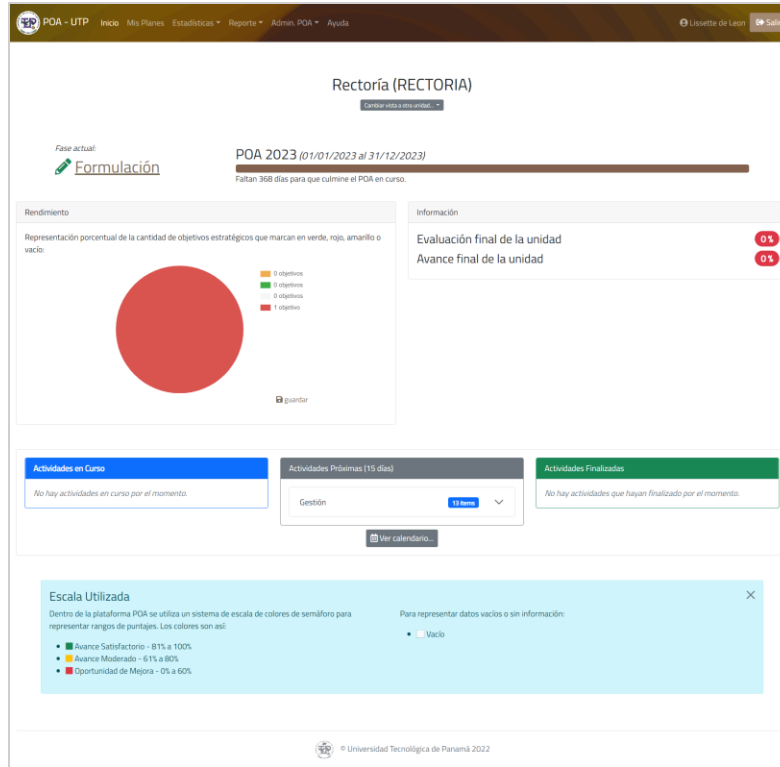 POA - UTP Inicio Mis Planes Estadísticas Reporte Admin. POA Ayuda Lissette de Leon Sali
Rectoría (RECTORIA)
Cambiar vista a otra unidad...
Fase actual:
Formulación
POA 2023 (01/01/2023 al 31/12/2023)
Faltan 368 días para que culmine el POA en curso.
Rendimiento
Representación porcentual de la cantidad de objetivos estratégicos que marcan en verde, rojo, amarillo o
vacío:
0 objetivos
0 objetivos
0 objetivos
1 objetivo
guardar
Información
Evaluación final de la unidad 0%
Avance final de la unidad 0%
Actividades en Curso
No hay actividades en curso por el momento.
Actividades Próximas (15 días)
Gestión 13 items
Actividades Finalizadas
No hay actividades que hayan finalizado por el momento.
Ver calendario...
Escala Utilizada
Dentro de la plataforma POA se utiliza un sistema de escala de colores de semáforo para
representar rangos de puntajes. Los colores son así:
Avance Satisfactorio - 81% a 100%
Avance Moderado - 61% a 80%
Oportunidad de Mejora - 0% a 60%
Para representar datos vacíos o sin información:
Vacío
© Universidad Tecnológica de Panamá 2022